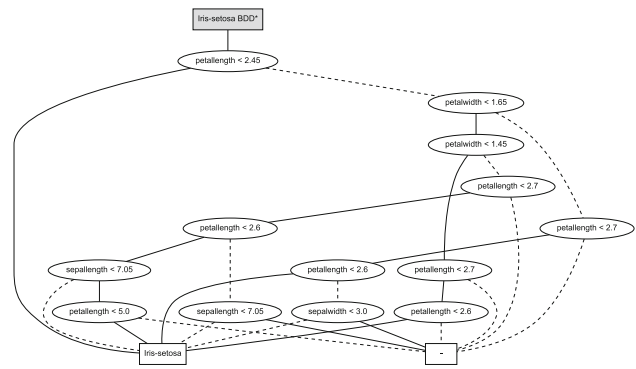 Iris-setosa BDD*
petallength < 2.45
petalwidth < 1.65
petalwidth < 1.45
petallength < 2.7
petallength < 2.6
petallength < 2.7
sepallength < 7.05
petallength < 2.6
petallength < 2.7
petallength < 5.0
sepallength < 7.05
sepalwidth < 3.0
petallength < 2.6
Iris-setosa
-